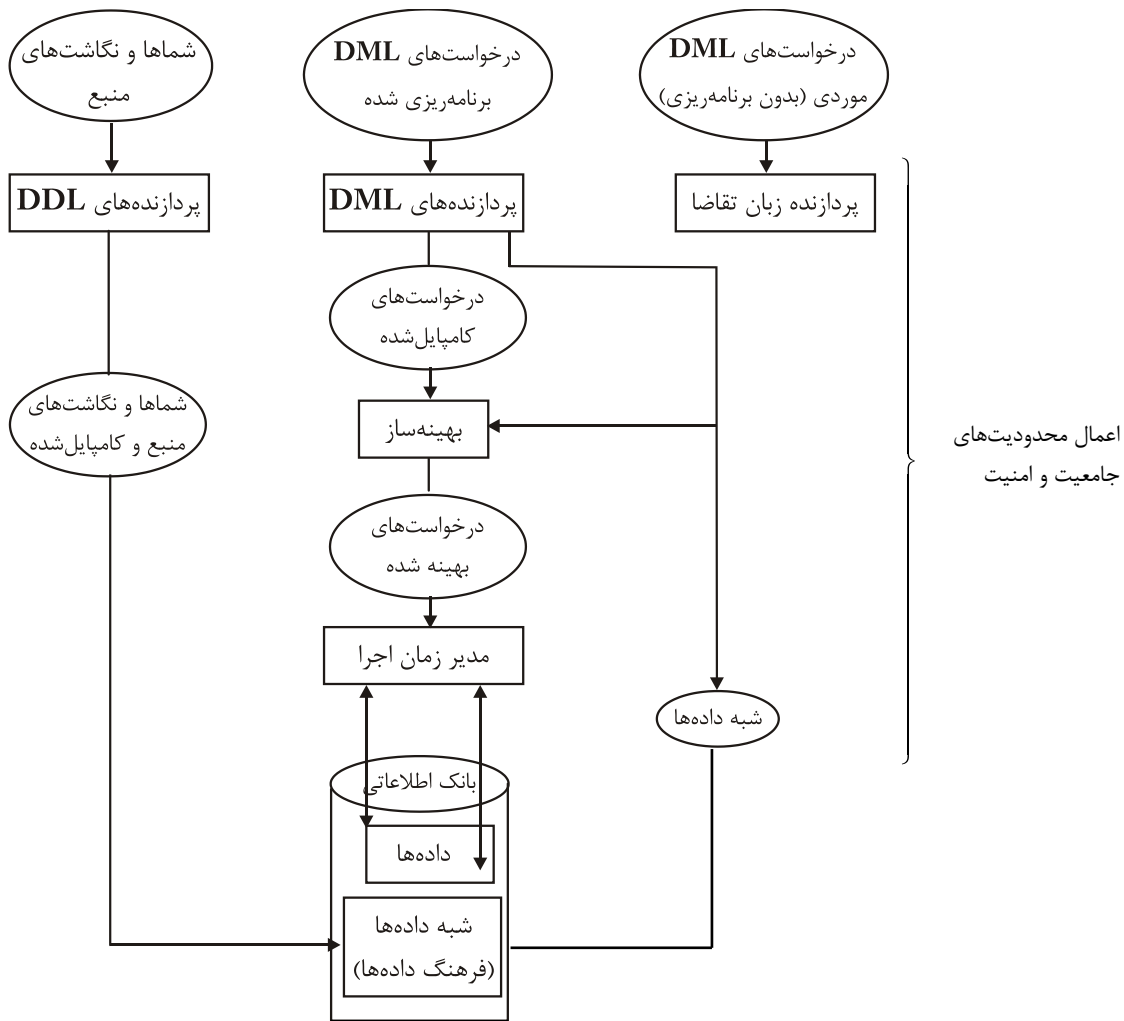 درخواست‌های DML
موردی (بدون برنامه‌ریزی)
درخواست‌های DML
برنامه‌ریزی شده
شماها و نگاشت‌های
منبع
پردازنده زبان تقاضا
پردازنده‌های DML
پردازنده‌های DDL
درخواست‌های
کامپایل‌شده
شماها و نگاشت‌های
منبع و کامپایل‌شده
بهینه‌ساز
اعمال محدودیت‌های
جامعیت و امنیت
درخواست‌های
بهینه شده
مدیر زمان اجرا
شبه داده‌ها
بانک اطلاعاتی
داده‌ها
شبه داده‌ها
(فرهنگ داده‌ها)